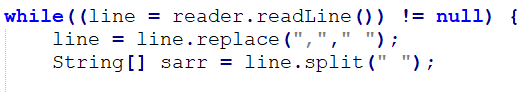 while((line = reader.readLine()) != null) {
    line = line.replace(","," ");
    String[] sarr = line.split(" ");